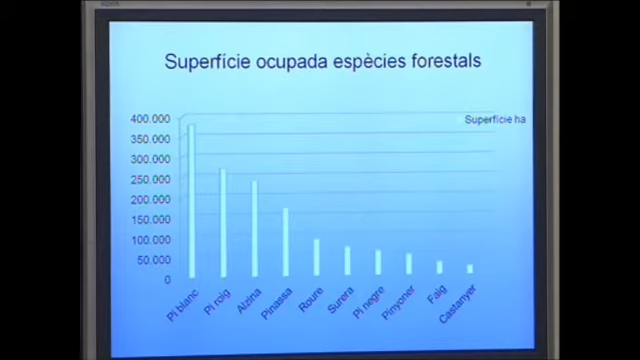 Superfície ocupada espècies forestals
Superfície ha
400.000
350.000
300.000
250.000
200.000
150.000
100.000
50.000
0
Pi blanc
Pi roig
Alzina
Pinassa
Roure
Surera
Pi negre
Pinyoner
Faig
Castanyer